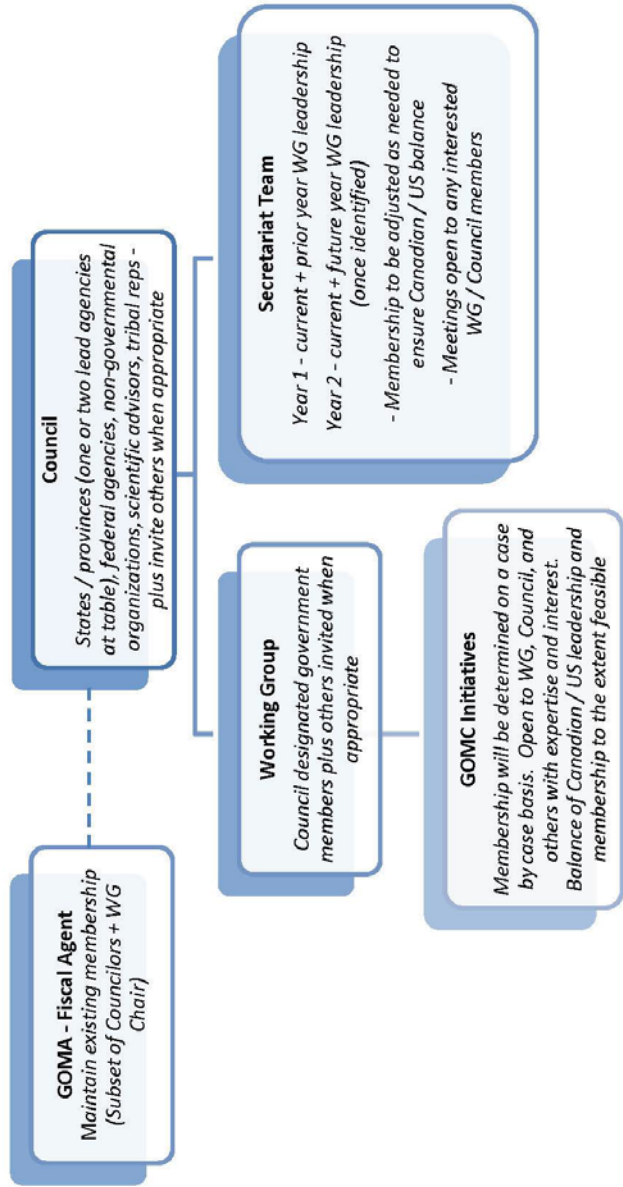 GOMA - Fiscal Agent
Maintain existing membership
(Subset of Councilors + WG
Chair)
Council
States / provinces (one or two lead agencies
at table), federal agencies, non-governmental
organizations, scientific advisors, tribal reps -
plus invite others when appropriate
Working Group
Council designated government
members plus others invited when
appropriate
Secretariat Team
Year 1 - current + prior year WG leadership
Year 2 - current + future year WG leadership
(once identified)
- Membership to be adjusted as needed to
ensure Canadian / US balance
- Meetings open to any interested
WG / Council members
GOMC Initiatives
Membership will be determined on a case
by case basis. Open to WG, Council, and
others with expertise and interest.
Balance of Canadian / US leadership and
membership to the extent feasible